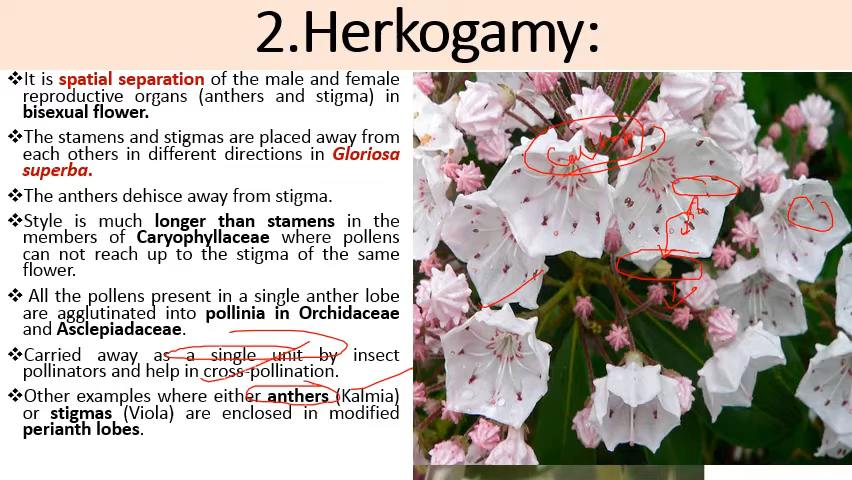 2.Herkogamy:
❖It is spatial separation of the male and female
reproductive organs (anthers and stigma) in
bisexual flower.
❖The stamens and stigmas are placed away from
each others in different directions in Gloriosa
superba.
❖The anthers dehisce away from stigma.
❖Style is much longer than stamens in the
members of Caryophyllaceae where pollens
can not reach up to the stigma of the same
flower.
❖ All the pollens present in a single anther lobe
are agglutinated into pollinia in Orchidaceae
and Asclepiadaceae.
❖Carried away as a single unit by insect
pollinators and help in cross-pollination.
❖Other examples where either anthers (Kalmia)
or stigmas (Viola) are enclosed in modified
perianth lobes.